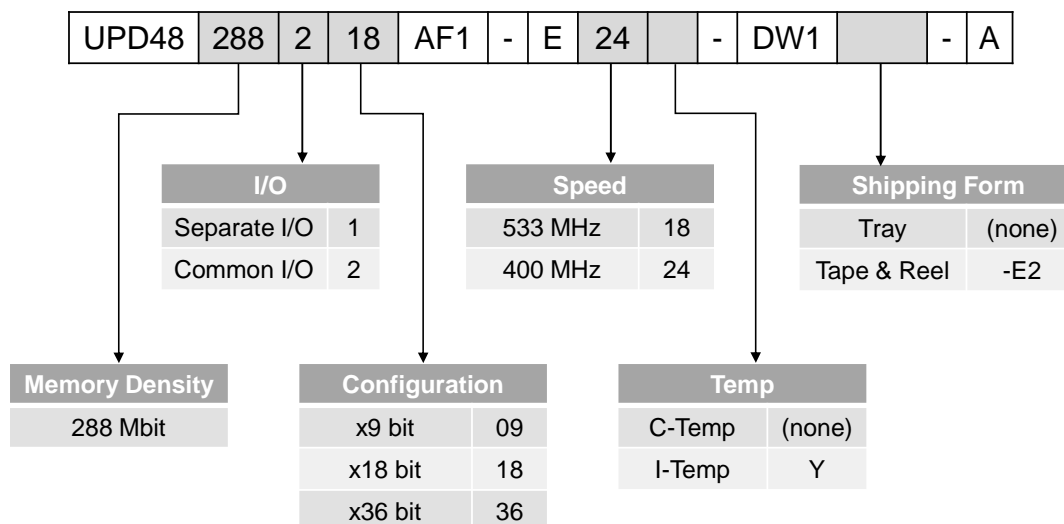 UPD48 288 2 18 AF1 - E 24 - DW1 - A
I/O
Separate I/O 1
Common I/O 2
Speed
533 MHz 18
400 MHz 24
Shipping Form
Tray (none)
Tape & Reel -E2
Memory Density
288 Mbit
Configuration
x9 bit 09
x18 bit 18
x36 bit 36
Temp
C-Temp (none)
I-Temp Y